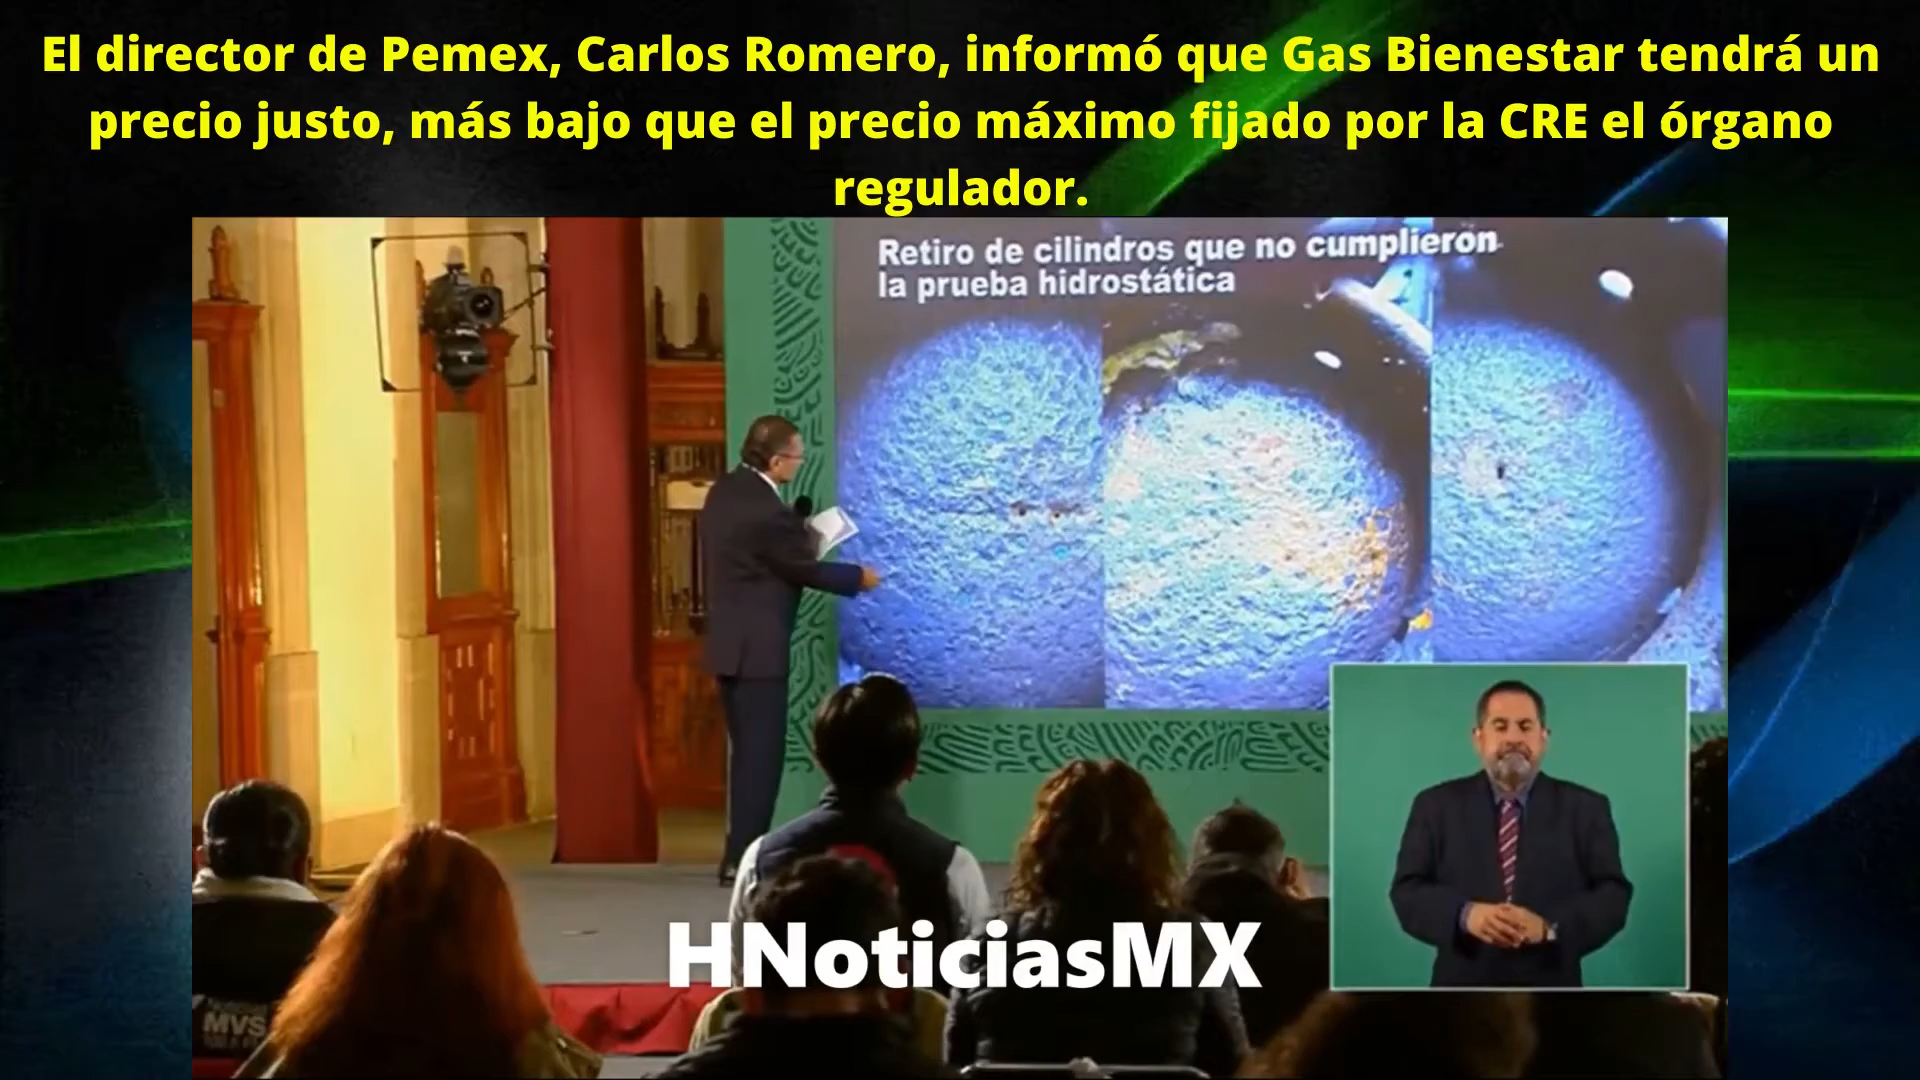 El director de Pemex, Carlos Romero, informó que Gas Bienestar tendrá un
precio justo, más bajo que el precio máximo fijado por la CRE el órgano
regulador.
Retiro de cilindros que no cumplieron
la prueba hidrostática
HNoticiasMX
MVS